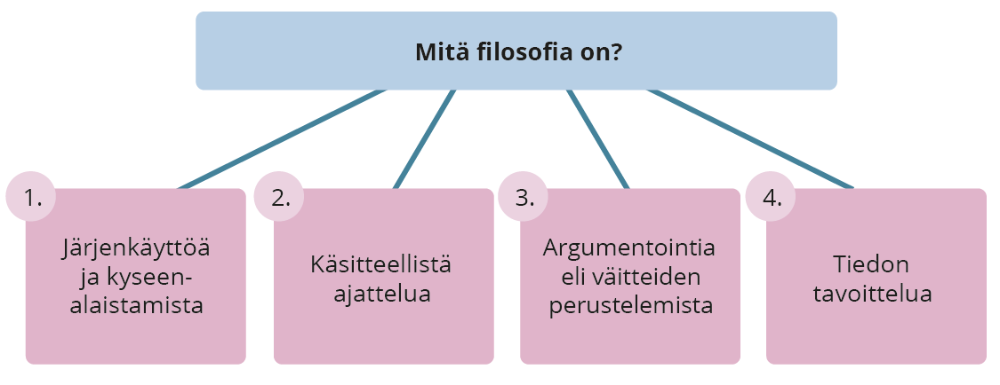 Mitä filosofia on?
1.
Järjenkäyttöä
ja kyseen-
alaistamista
2.
Käsitteellistä
ajattelua
3.
Argumentointia
eli väitteiden
perustelemista
4.
Tiedon
tavoittelua